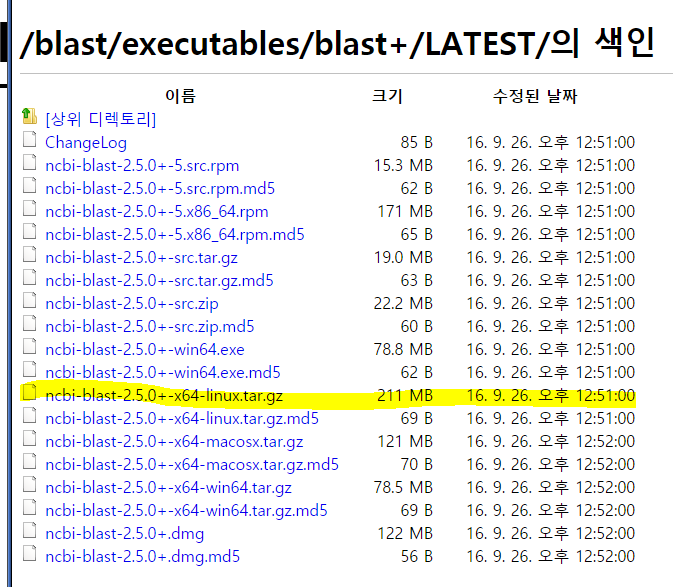 /blast/executables/blast+/LATEST/의 색인
이름 크기 수정된 날짜
[상위 디렉토리]
ChangeLog 85 B 16. 9. 26. 오후 12:51:00
ncbi-blast-2.5.0+-5.src.rpm 15.3 MB 16. 9. 26. 오후 12:51:00
ncbi-blast-2.5.0+-5.src.rpm.md5 62 B 16. 9. 26. 오후 12:51:00
ncbi-blast-2.5.0+-5.x86_64.rpm 171 MB 16. 9. 26. 오후 12:51:00
ncbi-blast-2.5.0+-5.x86_64.rpm.md5 65 B 16. 9. 26. 오후 12:51:00
ncbi-blast-2.5.0+-src.tar.gz 19.0 MB 16. 9. 26. 오후 12:51:00
ncbi-blast-2.5.0+-src.tar.gz.md5 63 B 16. 9. 26. 오후 12:51:00
ncbi-blast-2.5.0+-src.zip 22.2 MB 16. 9. 26. 오후 12:51:00
ncbi-blast-2.5.0+-src.zip.md5 60 B 16. 9. 26. 오후 12:51:00
ncbi-blast-2.5.0+-win64.exe 78.8 MB 16. 9. 26. 오후 12:51:00
ncbi-blast-2.5.0+-win64.exe.md5 62 B 16. 9. 26. 오후 12:51:00
ncbi-blast-2.5.0+-x64-linux.tar.gz 211 MB 16. 9. 26. 오후 12:51:00
ncbi-blast-2.5.0+-x64-linux.tar.gz.md5 69 B 16. 9. 26. 오후 12:51:00
ncbi-blast-2.5.0+-x64-macosx.tar.gz 121 MB 16. 9. 26. 오후 12:52:00
ncbi-blast-2.5.0+-x64-macosx.tar.gz.md5 70 B 16. 9. 26. 오후 12:52:00
ncbi-blast-2.5.0+-x64-win64.tar.gz 78.5 MB 16. 9. 26. 오후 12:52:00
ncbi-blast-2.5.0+-x64-win64.tar.gz.md5 69 B 16. 9. 26. 오후 12:52:00
ncbi-blast-2.5.0+.dmg 122 MB 16. 9. 26. 오후 12:52:00
ncbi-blast-2.5.0+.dmg.md5 56 B 16. 9. 26. 오후 12:52:00